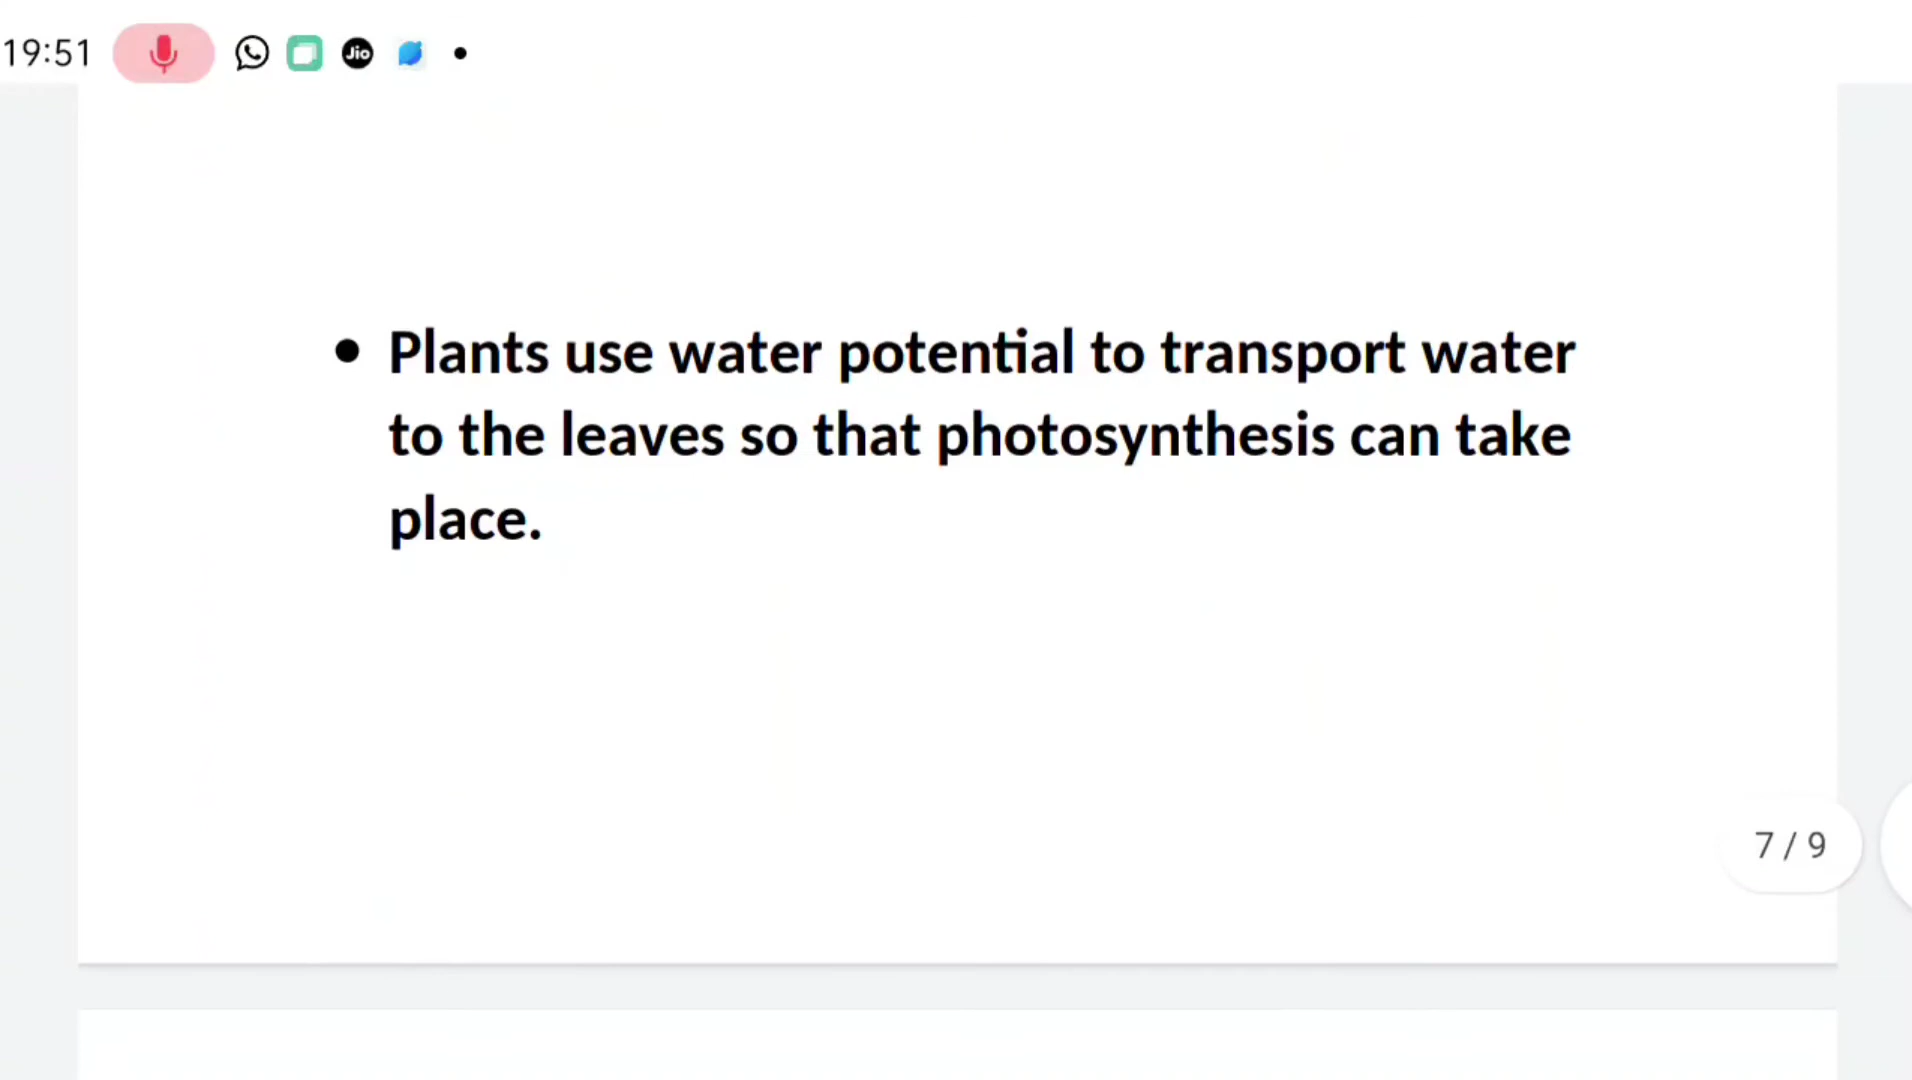 19:51
Jio
• Plants use water potential to transport water
to the leaves so that photosynthesis can take
place.
7 / 9